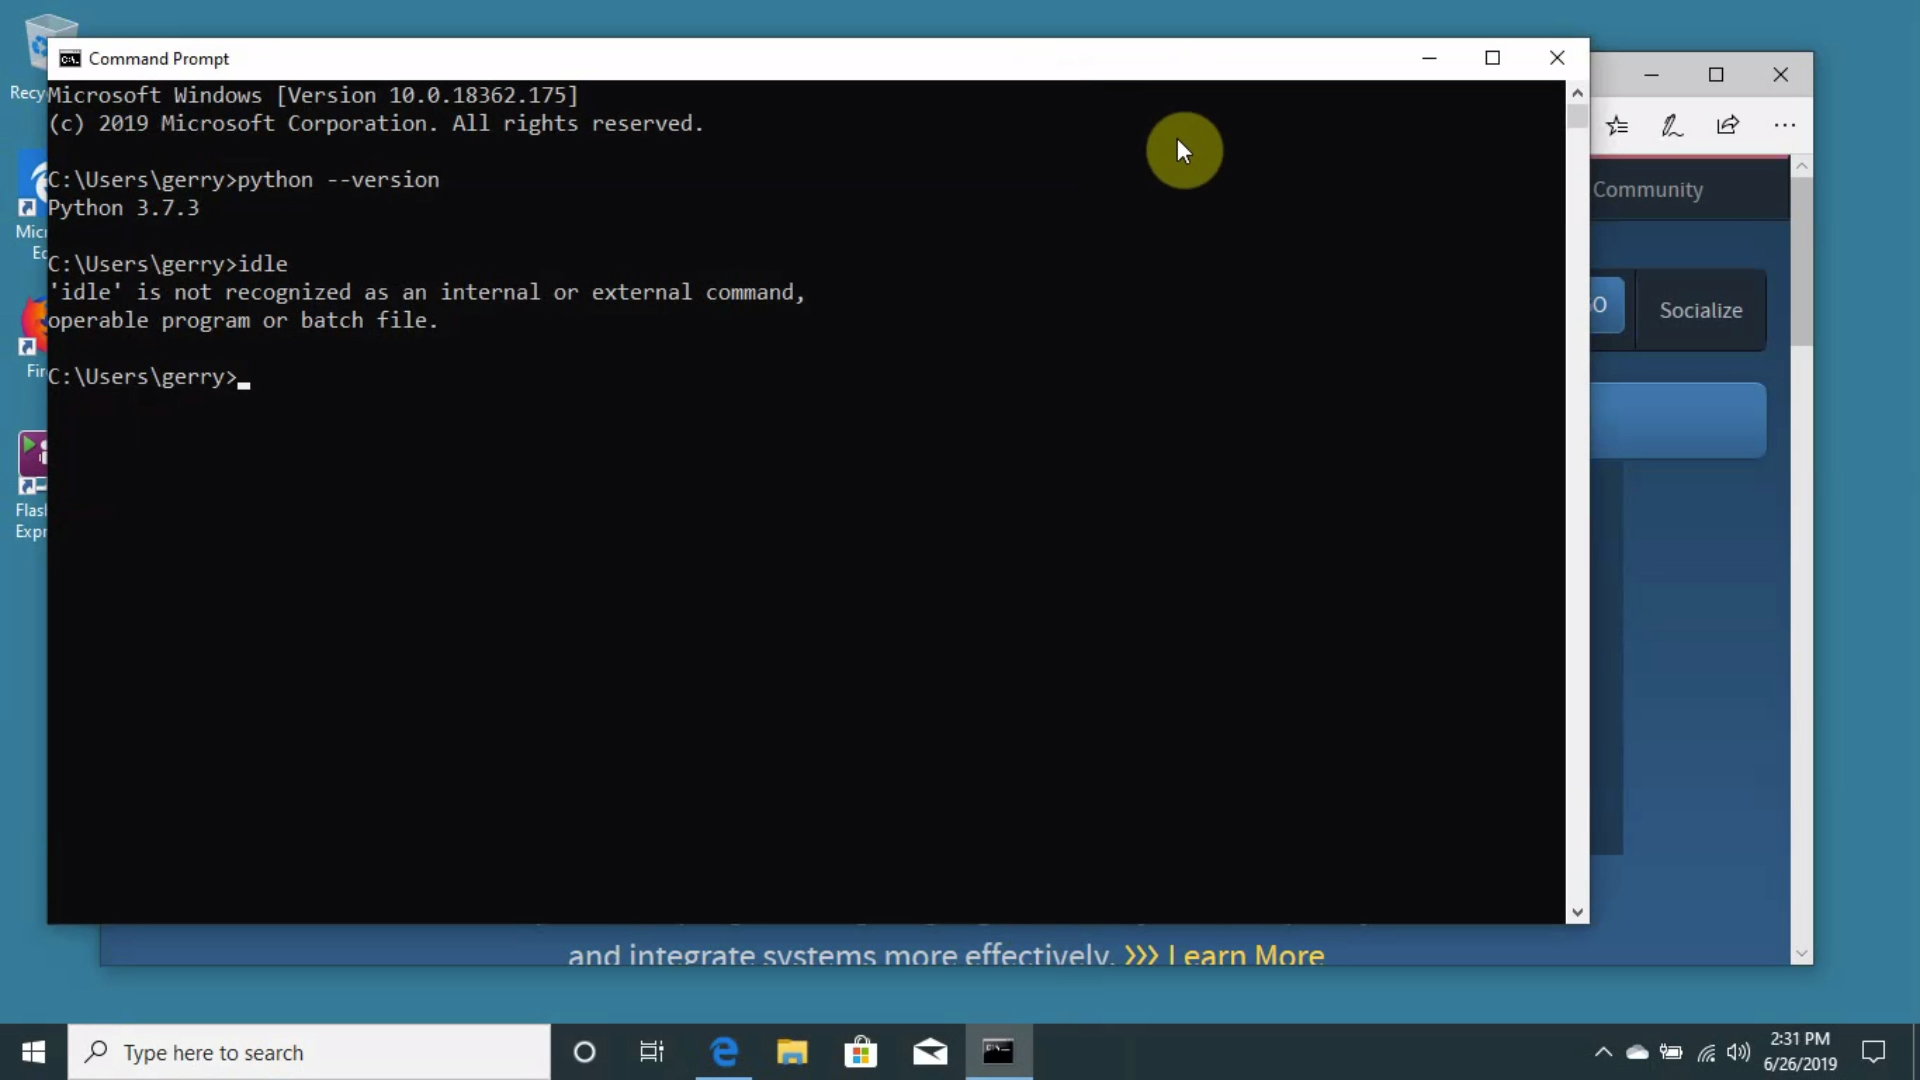 Command Prompt
Microsoft Windows [Version 10.0.18362.175]
(c) 2019 Microsoft Corporation. All rights reserved.
C:\Users\gerry>python --version
Python 3.7.3
C:\Users\gerry>idle
'idle' is not recognized as an internal or external command,
operable program or batch file.
C:\Users\gerry>
Community
Socialize
and integrate systems more effectively. >>> Learn More
Type here to search
2:31 PM
6/26/2019